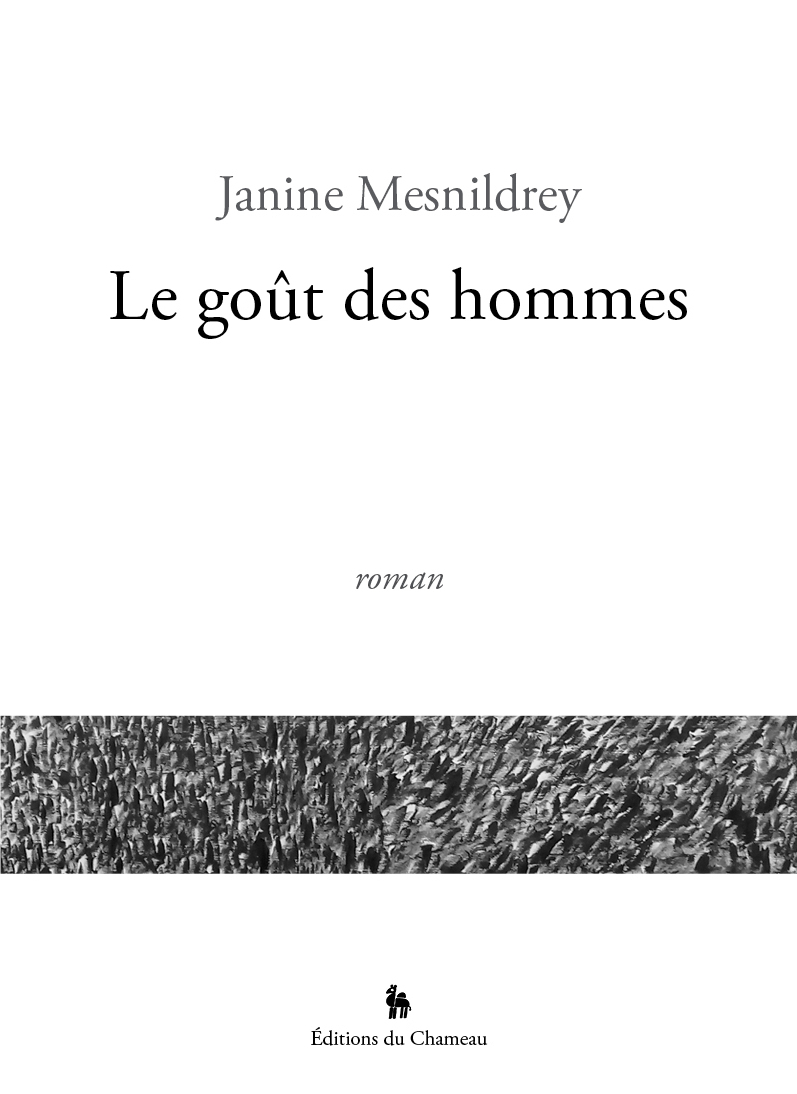 Janine Mesnildrey
Le goût des hommes
roman
Éditions du Chameau